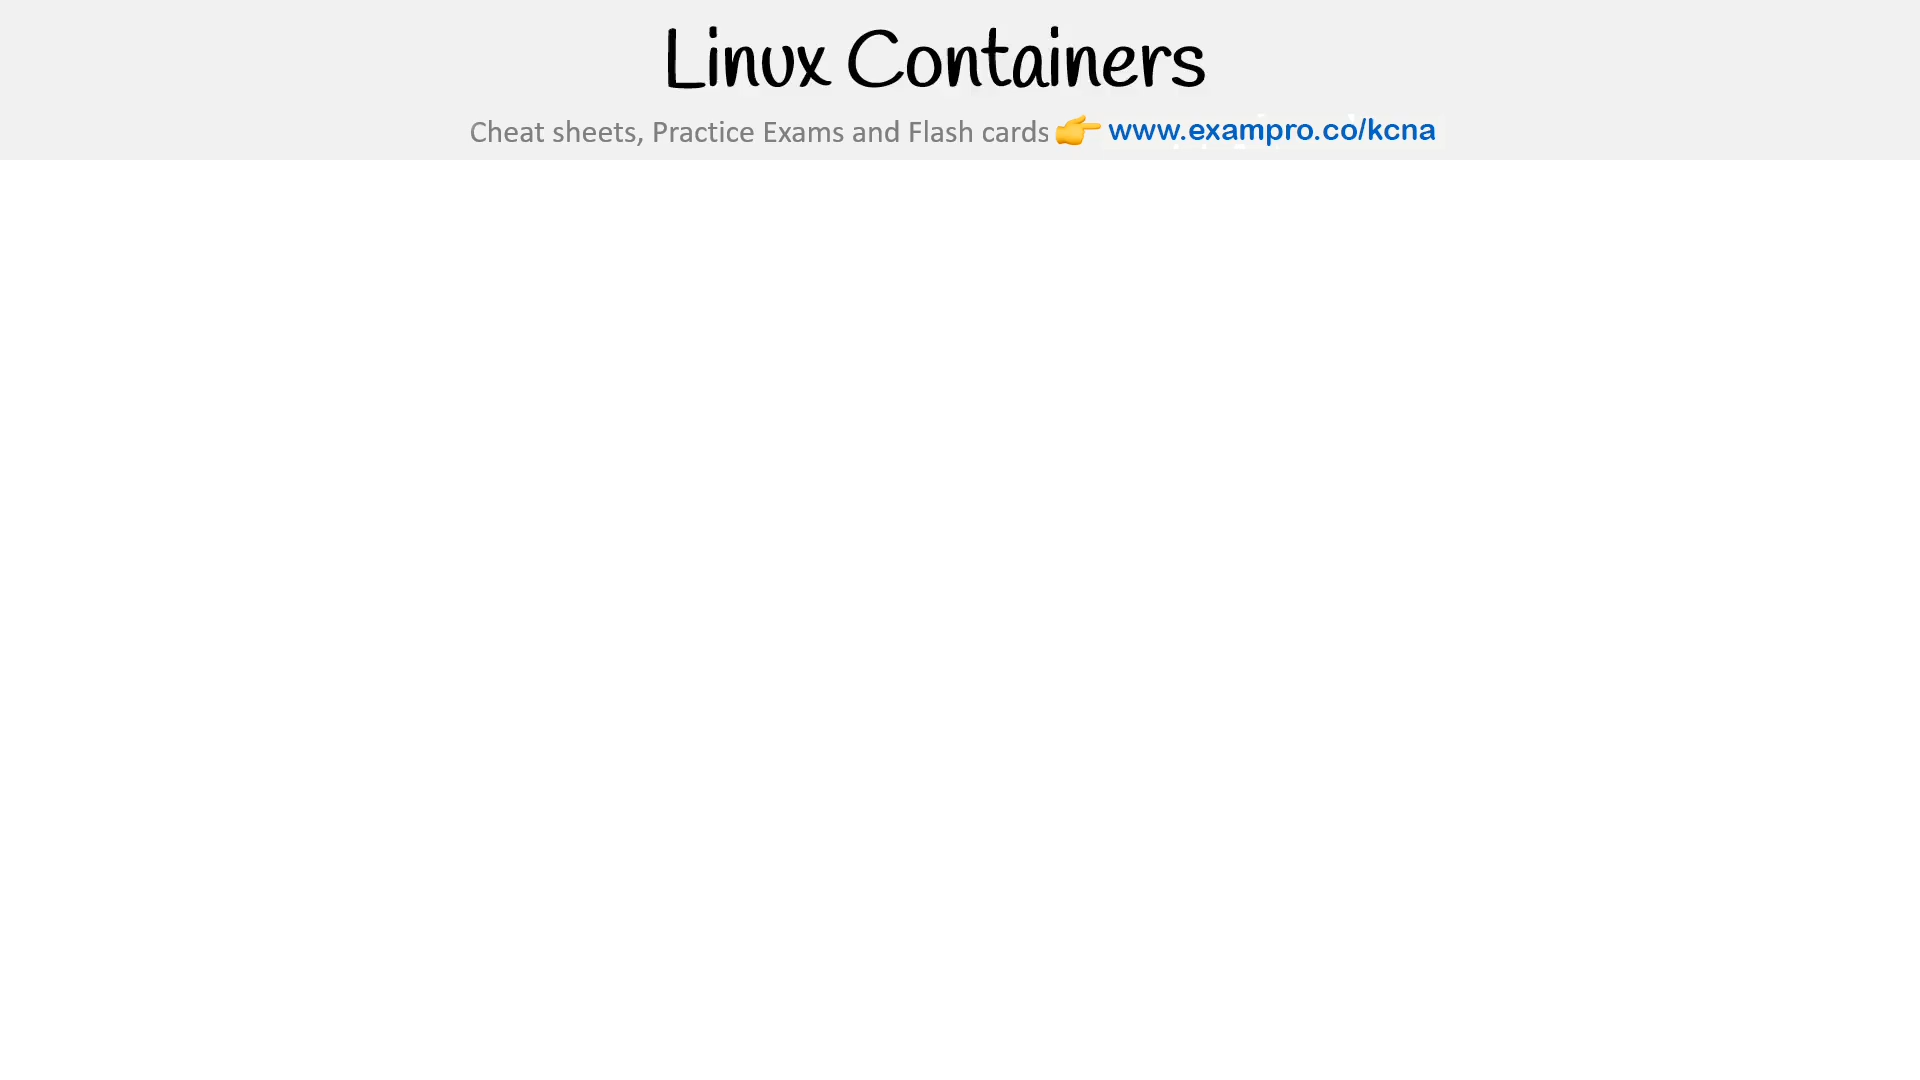 Linux Containers
Cheat sheets, Practice Exams and Flash cards 👉 www.exampro.co/kcna